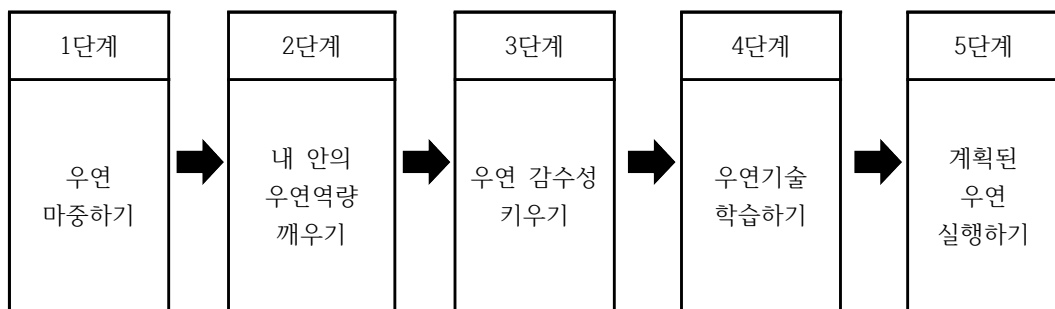 1단계
우연
마중하기
2단계
내 안의
우연역량
깨우기
3단계
우연 감수성
키우기
4단계
우연기술
학습하기
5단계
계획된
우연
실행하기